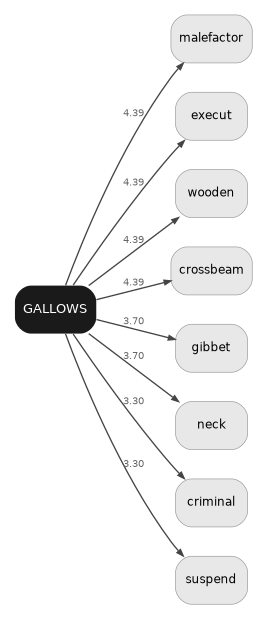 malefactor
4.39
execut
4.39
wooden
4.39
crossbeam
4.39
GALLOWS
3.70
gibbet
3.70
neck
3.30
criminal
3.30
suspend